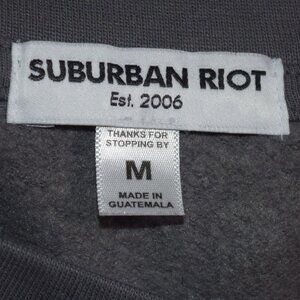 SUBURBAN RIOT
Est. 2006
THANKS FOR
STOPPING BY
M
MADE IN
GUATEMALA